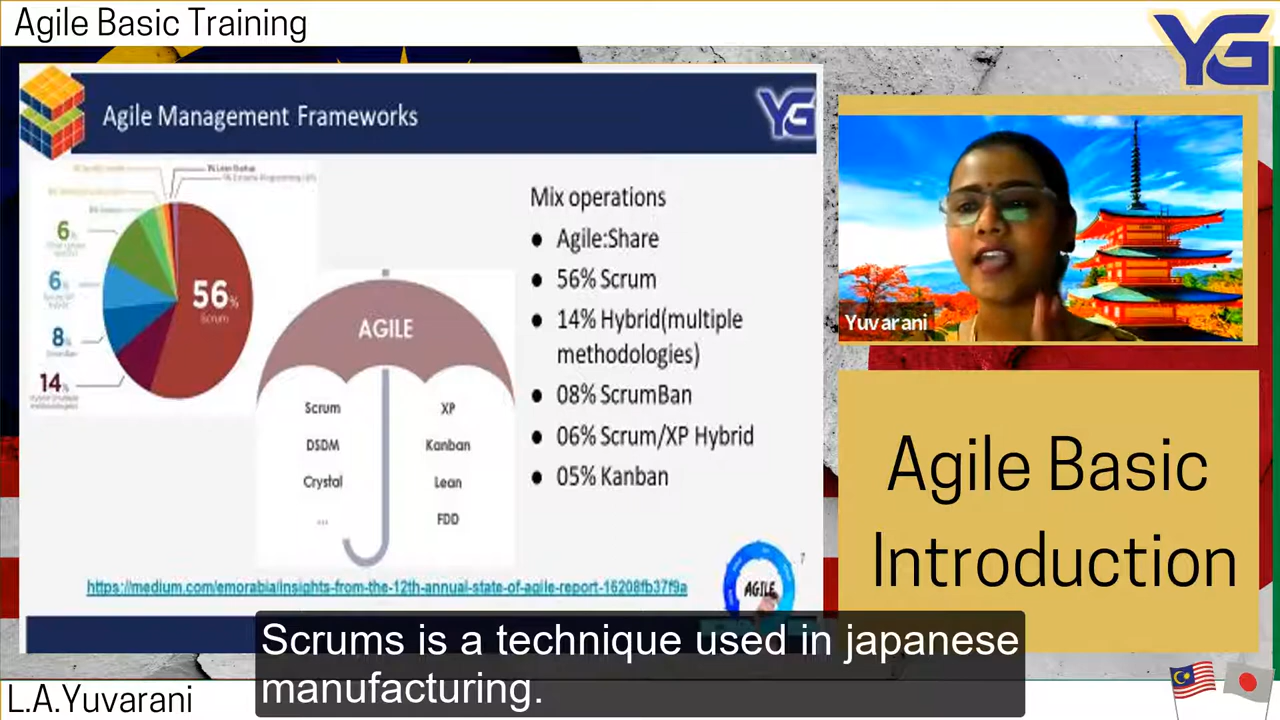 Agile Basic Training
YG
Agile Management Frameworks
YG
56%
Scrum
6%
6%
8%
14%
AGILE
Scrum
XP
DSDM
Kanban
Crystal
Lean
...
FDD
Mix operations
● Agile:Share
● 56% Scrum
● 14% Hybrid(multiple
methodologies)
● 08% ScrumBan
● 06% Scrum/XP Hybrid
● 05% Kanban
7
https://medium.com/emorabia/insights-from-the-12th-annual-state-of-agile-report-16208fb37f9a
AGILE
Yuvarani
Agile Basic
Introduction
Scrums is a technique used in japanese
manufacturing.
L.A.Yuvarani